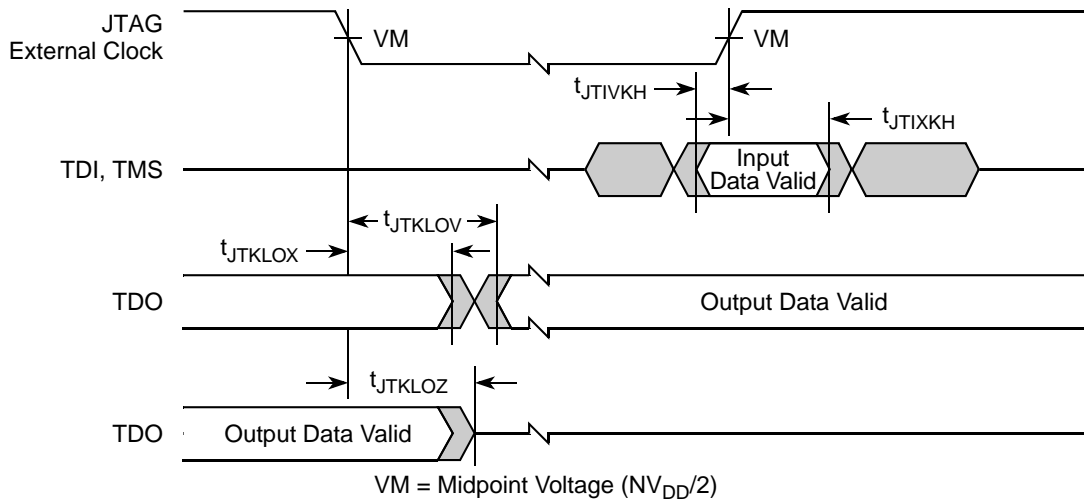 JTAG
External Clock
VM
VM
tJTIVKH
tJTIXKH
TDI, TMS
Input
Data Valid
tJTKLOV
tJTKLOX
TDO
Output Data Valid
tJTKLOZ
TDO
Output Data Valid
VM = Midpoint Voltage (NVDD/2)